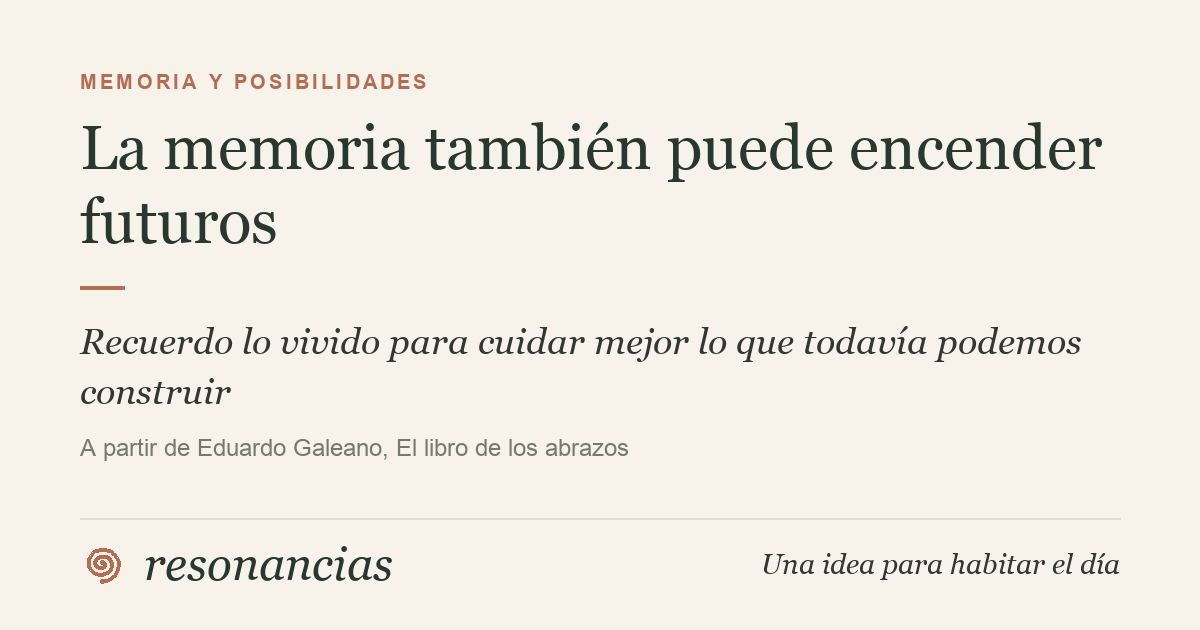 MEMORIA Y POSIBILIDADES
La memoria también puede encender
futuros
Recuerdo lo vivido para cuidar mejor lo que todavía podemos
construir
A partir de Eduardo Galeano, El libro de los abrazos
resonancias
Una idea para habitar el día